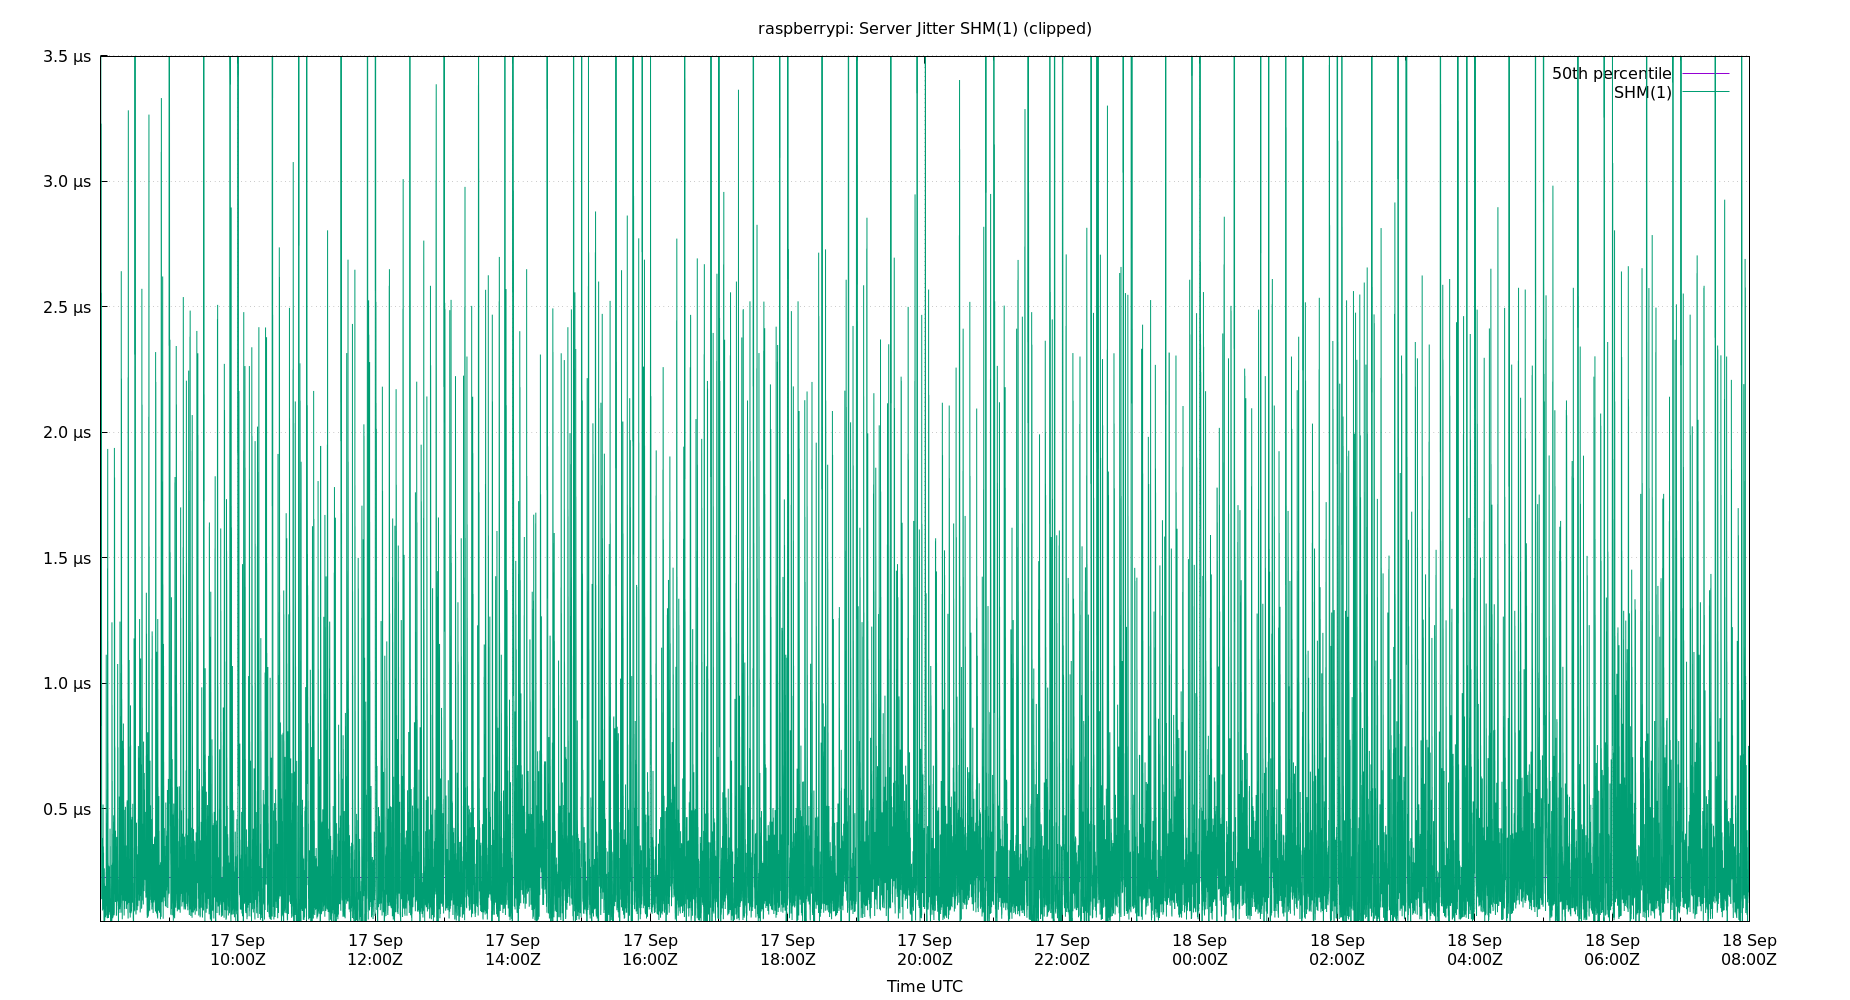 raspberrypi: Server Jitter SHM(1) (clipped)
3.5 µs
3.0 µs
2.5 µs
2.0 µs
1.5 µs
1.0 µs
0.5 µs
50th percentile
SHM(1)
17 Sep 17 Sep 17 Sep 17 Sep 17 Sep 17 Sep 17 Sep 18 Sep 18 Sep 18 Sep 18 Sep 18 Sep
10:00Z 12:00Z 14:00Z 16:00Z 18:00Z 20:00Z 22:00Z 00:00Z 02:00Z 04:00Z 06:00Z 08:00Z
Time UTC